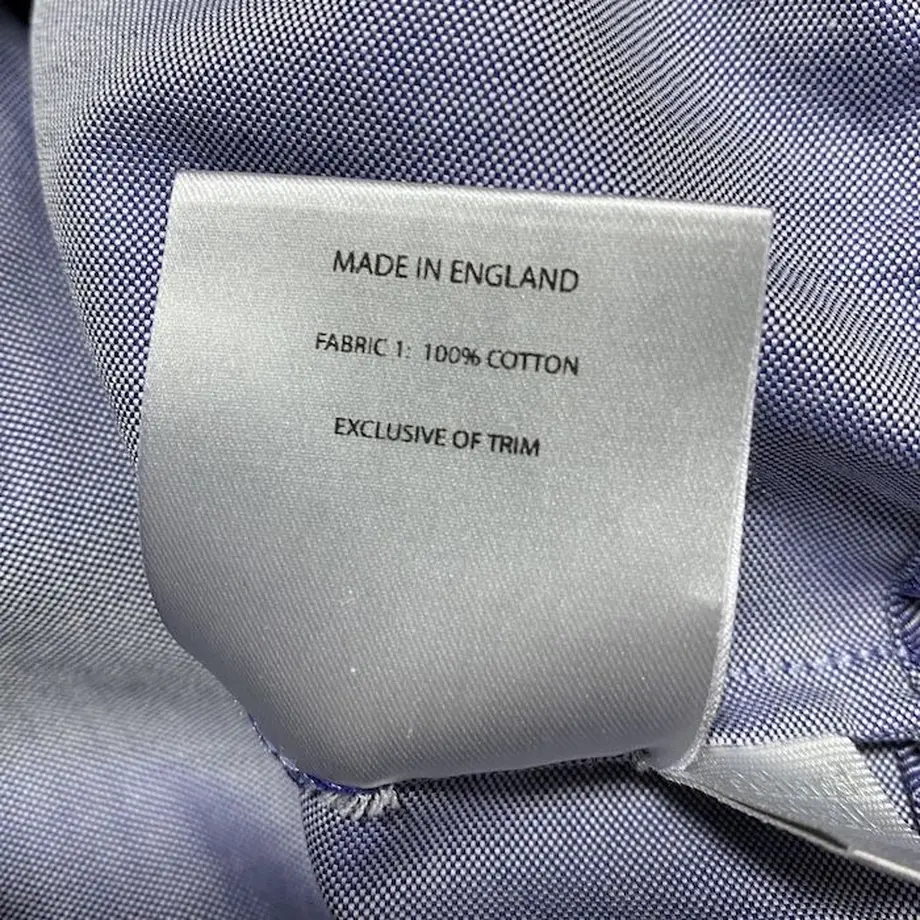 MADE IN ENGLAND
FABRIC 1: 100% COTTON
EXCLUSIVE OF TRIM